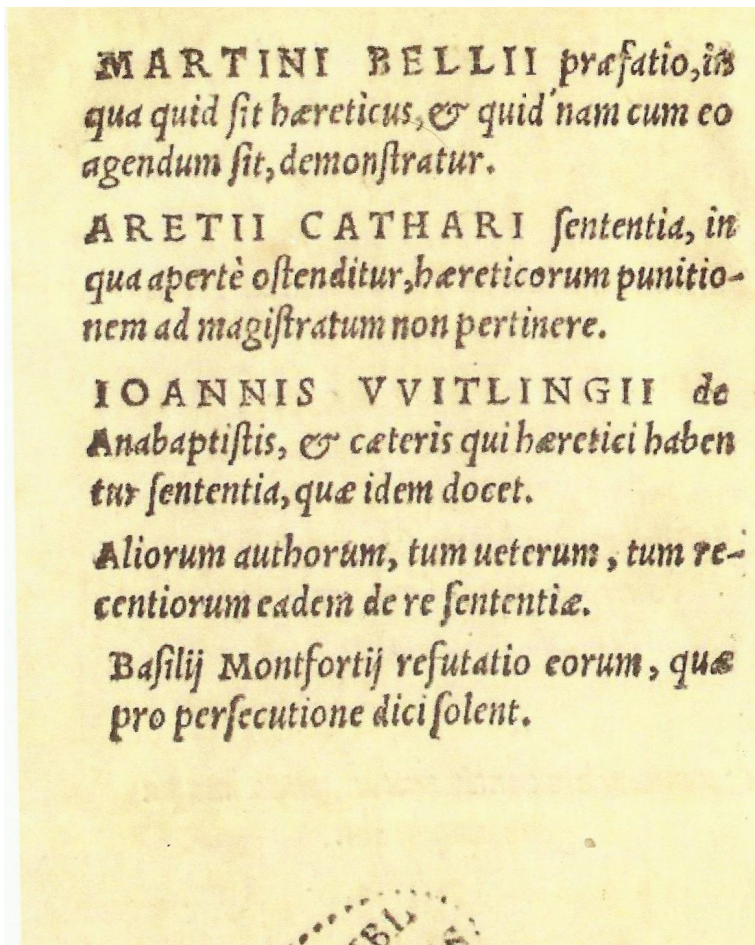 MARTINI BELLII præfatio, in
qua quid ſit hæreticus, & quid nam cum eo
agendum ſit, demonſtratur.
ARETII CATHARI ſententia, in
qua apertè oſtenditur, hæreticorum punitio-
nem ad magiſtratum non pertinere.
IOANNIS VVITLINGII de
Anabaptiſtis, & cæteris qui hæretici haben
tur ſententia, quæ idem docet.
Aliorum authorum, tum ueterum, tum re-
centiorum eadem de re ſententiæ.
Baſilij Montfortij refutatio eorum, quæ
pro perſecutione dici ſolent.